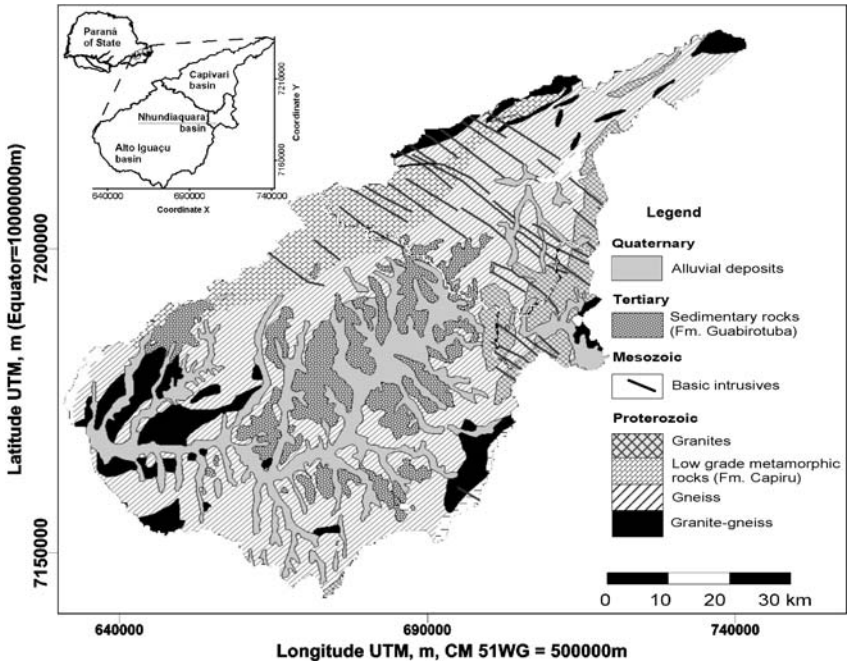 Paraná
of State
Capivari
basin
Nhundiaquara
basin
Alto Iguaçu
basin
7210000
7160000
Coordinate Y
640000
690000
740000
Coordinate X
Legend
Quaternary
Alluvial deposits
Tertiary
Sedimentary rocks
(Fm. Guabirotuba)
Mesozoic
Basic intrusives
Proterozoic
Granites
Low grade metamorphic
rocks (Fm. Capiru)
Gneiss
Granite-gneiss
0 10 20 30 km
7200000
7150000
Latitude UTM, m (Equator=10000000m)
640000
690000
740000
Longitude UTM, m, CM 51WG = 500000m